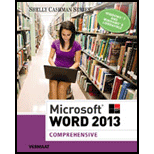 SHELLY CASHMAN SERIES
Microsoft®
WORD 2013
COMPREHENSIVE
VERMAAT